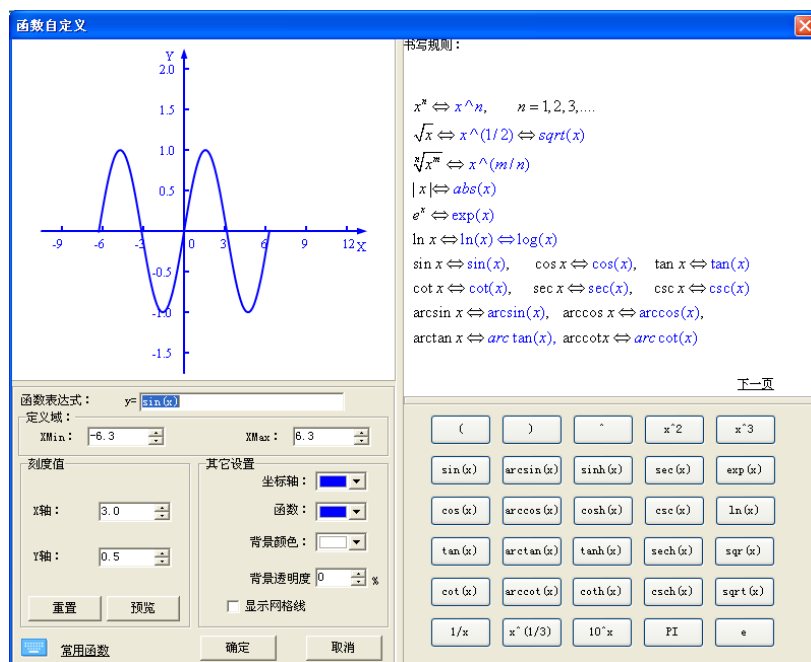 函数自定义
Y
2.0
1.5
1.0
0.5
-9 -6 -3 0 3 6 9 12 X
-0.5
-1.0
-1.5
书写规则：
xⁿ⇔x^n, n=1,2,3,....
√x⇔x^(1/2)⇔sqrt(x)
ⁿ√xᵐ⇔x^(m/n)
|x|⇔abs(x)
eˣ⇔exp(x)
ln x⇔ln(x)⇔log(x)
sin x⇔sin(x), cos x⇔cos(x), tan x⇔tan(x)
cot x⇔cot(x), sec x⇔sec(x), csc x⇔csc(x)
arcsin x⇔arcsin(x), arccos x⇔arccos(x),
arctan x⇔arc tan(x), arccotx⇔arc cot(x)
下一页
函数表达式： y= sin(x)
定义域：
XMin： -6.3 XMax： 6.3
刻度值
X轴： 3.0
Y轴： 0.5
重置 预览
其它设置
坐标轴：
函数：
背景颜色：
背景透明度 0 %
显示网格线
常用函数 确定 取消
( ) ^ x^2 x^3
sin(x) arcsin(x) sinh(x) sec(x) exp(x)
cos(x) arccos(x) cosh(x) csc(x) ln(x)
tan(x) arctan(x) tanh(x) sech(x) sqr(x)
cot(x) arccot(x) coth(x) csch(x) sqrt(x)
1/x x^(1/3) 10^x PI e